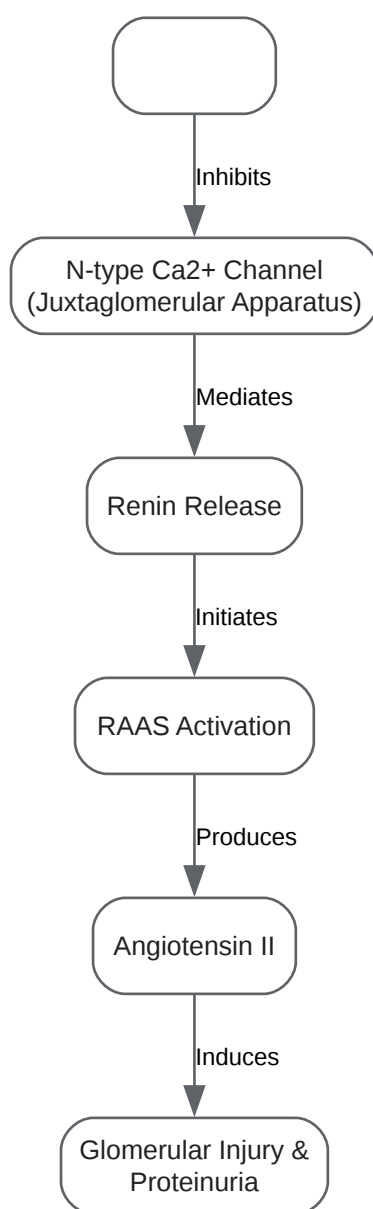 Inhibits
N-type Ca2+ Channel
(Juxtaglomerular Apparatus)
Mediates
Renin Release
Initiates
RAAS Activation
Produces
Angiotensin II
Induces
Glomerular Injury &
Proteinuria